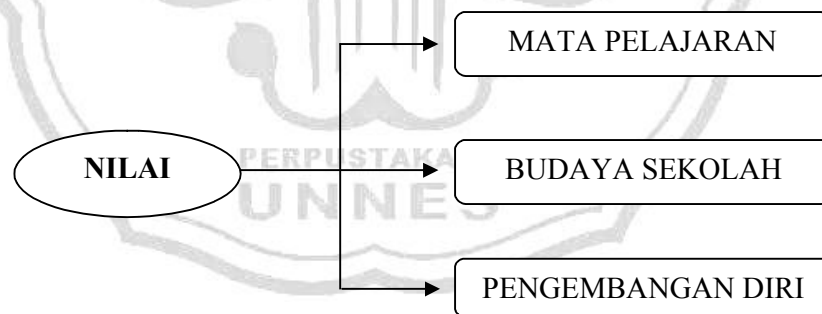 MATA PELAJARAN
NILAI
BUDAYA SEKOLAH
PENGEMBANGAN DIRI
PERPUSTAKA
UNNES